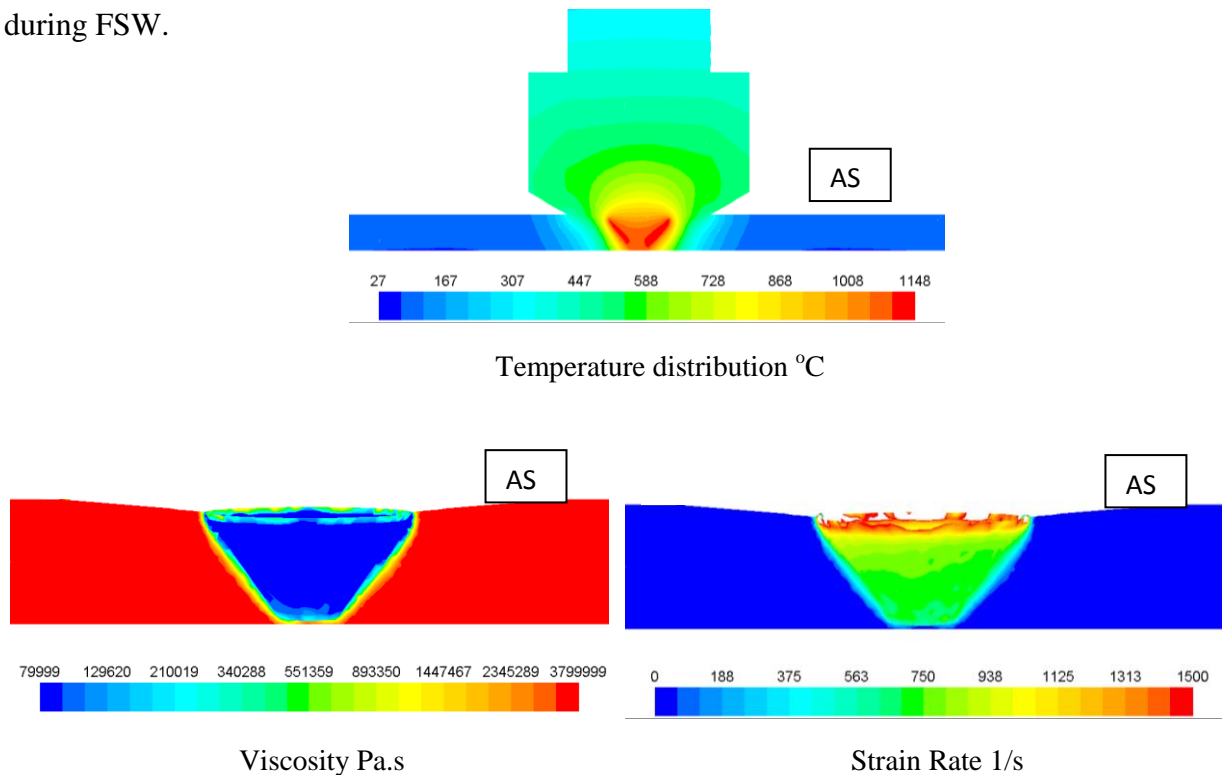 during FSW.
AS
27 167 307 447 588 728 868 1008 1148
Temperature distribution ºC
AS
79999 129620 210019 340288 551359 893350 1447467 2345289 3799999
Viscosity Pa.s
AS
0 188 375 563 750 938 1125 1313 1500
Strain Rate 1/s